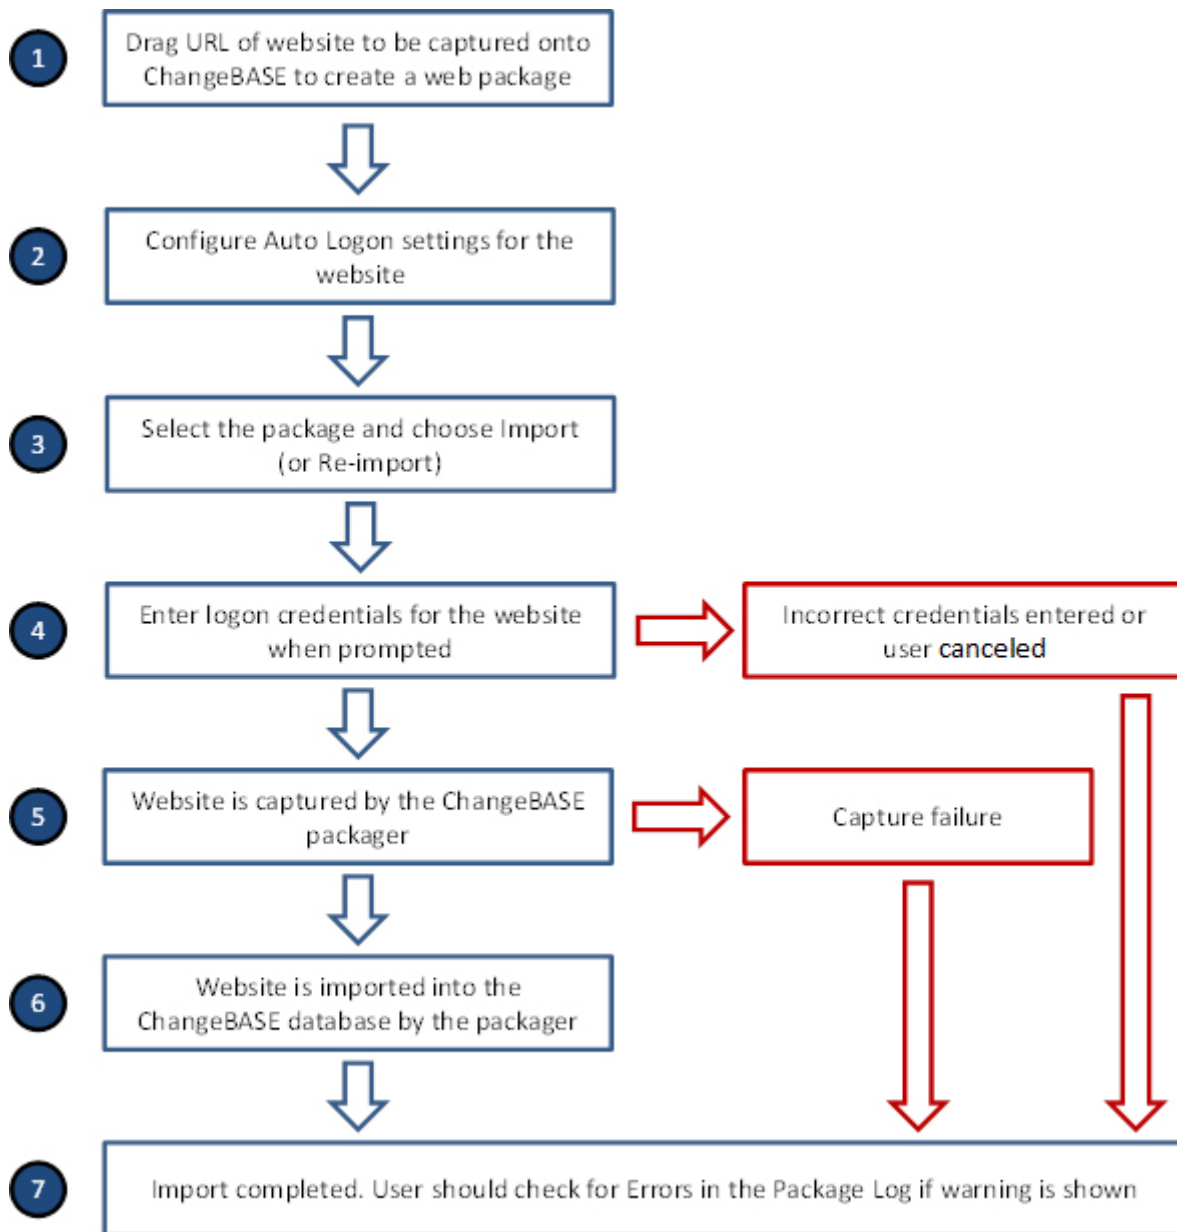 1
Drag URL of website to be captured onto
ChangeBASE to create a web package
2
Configure Auto Logon settings for the
website
3
Select the package and choose Import
(or Re-import)
4
Enter logon credentials for the website
when prompted
Incorrect credentials entered or
user canceled
5
Website is captured by the ChangeBASE
packager
Capture failure
6
Website is imported into the
ChangeBASE database by the packager
7
Import completed. User should check for Errors in the Package Log if warning is shown